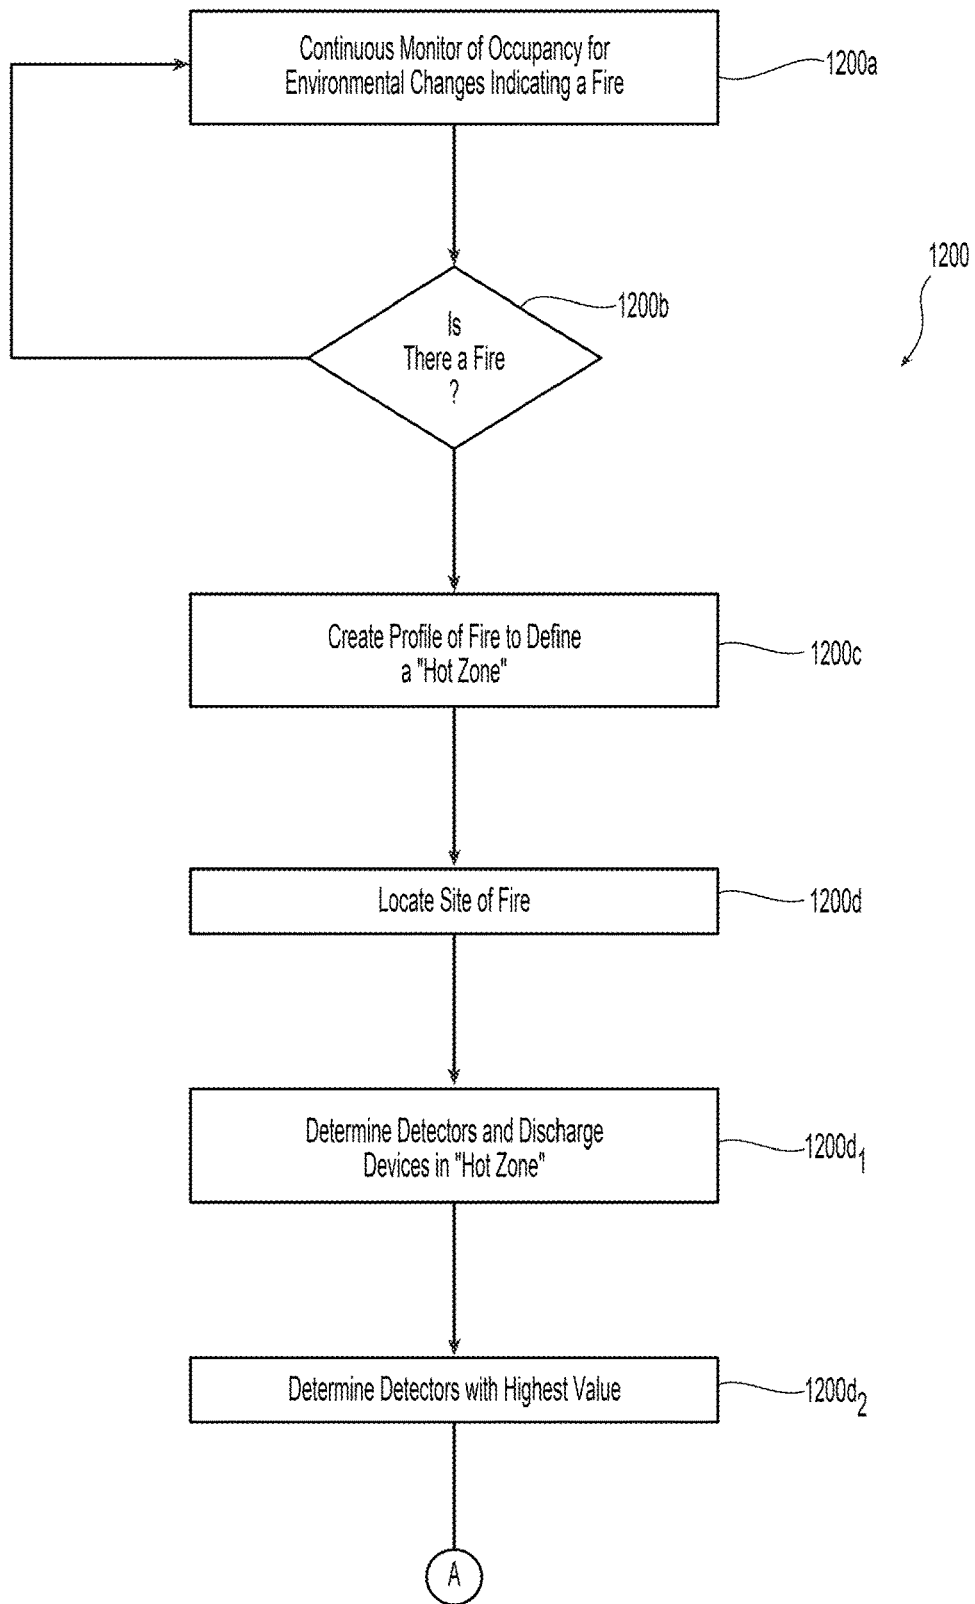 Continuous Monitor of Occupancy for
Environmental Changes Indicating a Fire
1200a
1200
1200b
Is
There a Fire
?
Create Profile of Fire to Define
a "Hot Zone"
1200c
Locate Site of Fire
1200d
Determine Detectors and Discharge
Devices in "Hot Zone"
1200d1
Determine Detectors with Highest Value
1200d2
A